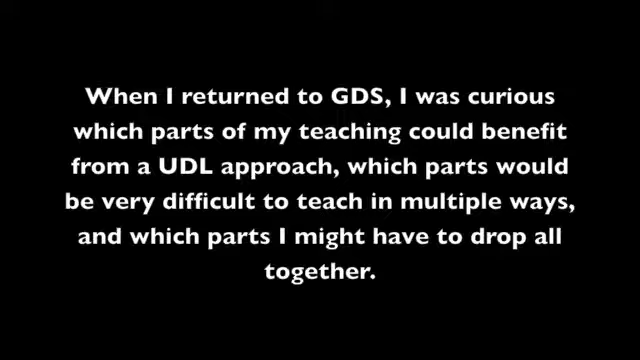 When I returned to GDS, I was curious
which parts of my teaching could benefit
from a UDL approach, which parts would
be very difficult to teach in multiple ways,
and which parts I might have to drop all
together.